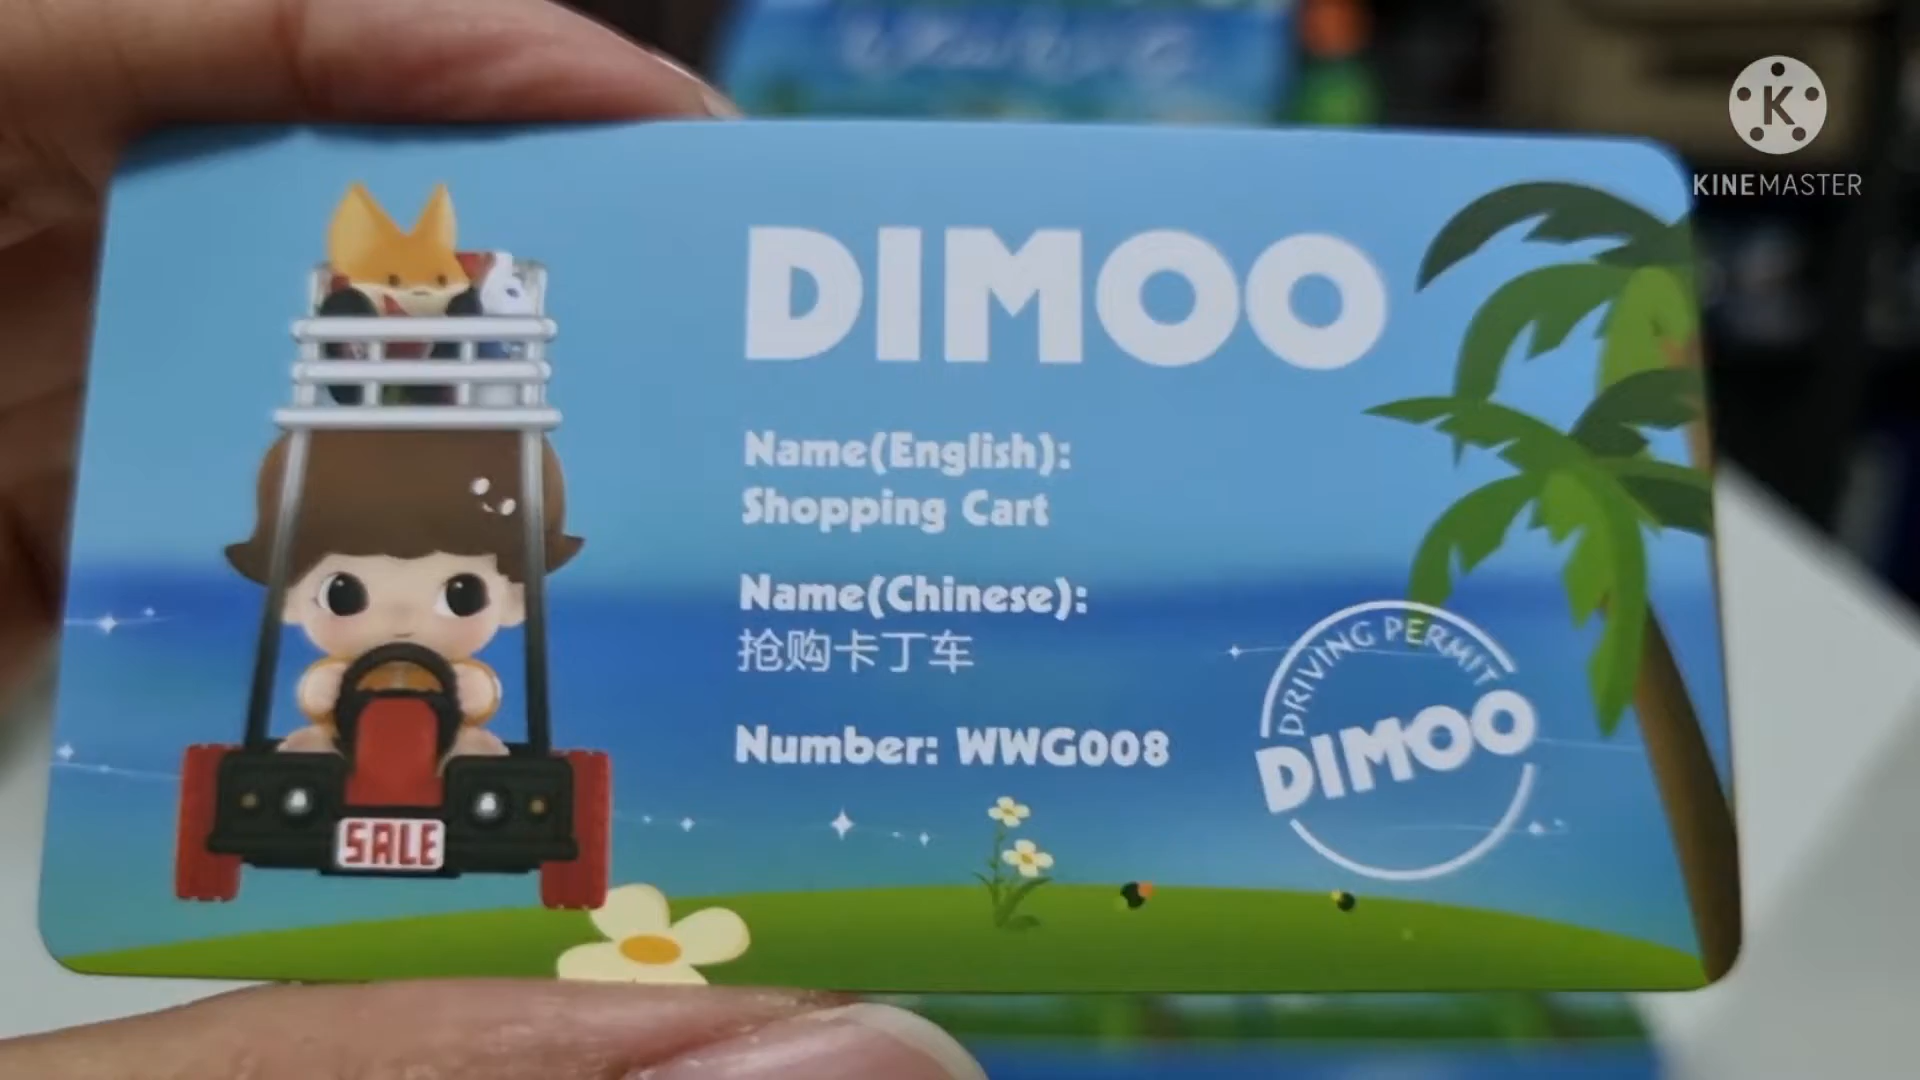 KINEMASTER
DIMOO
Name(English):
Shopping Cart
Name(Chinese):
抢购卡丁车
Number: WWG008
DRIVING PERMIT
DIMOO
SALE